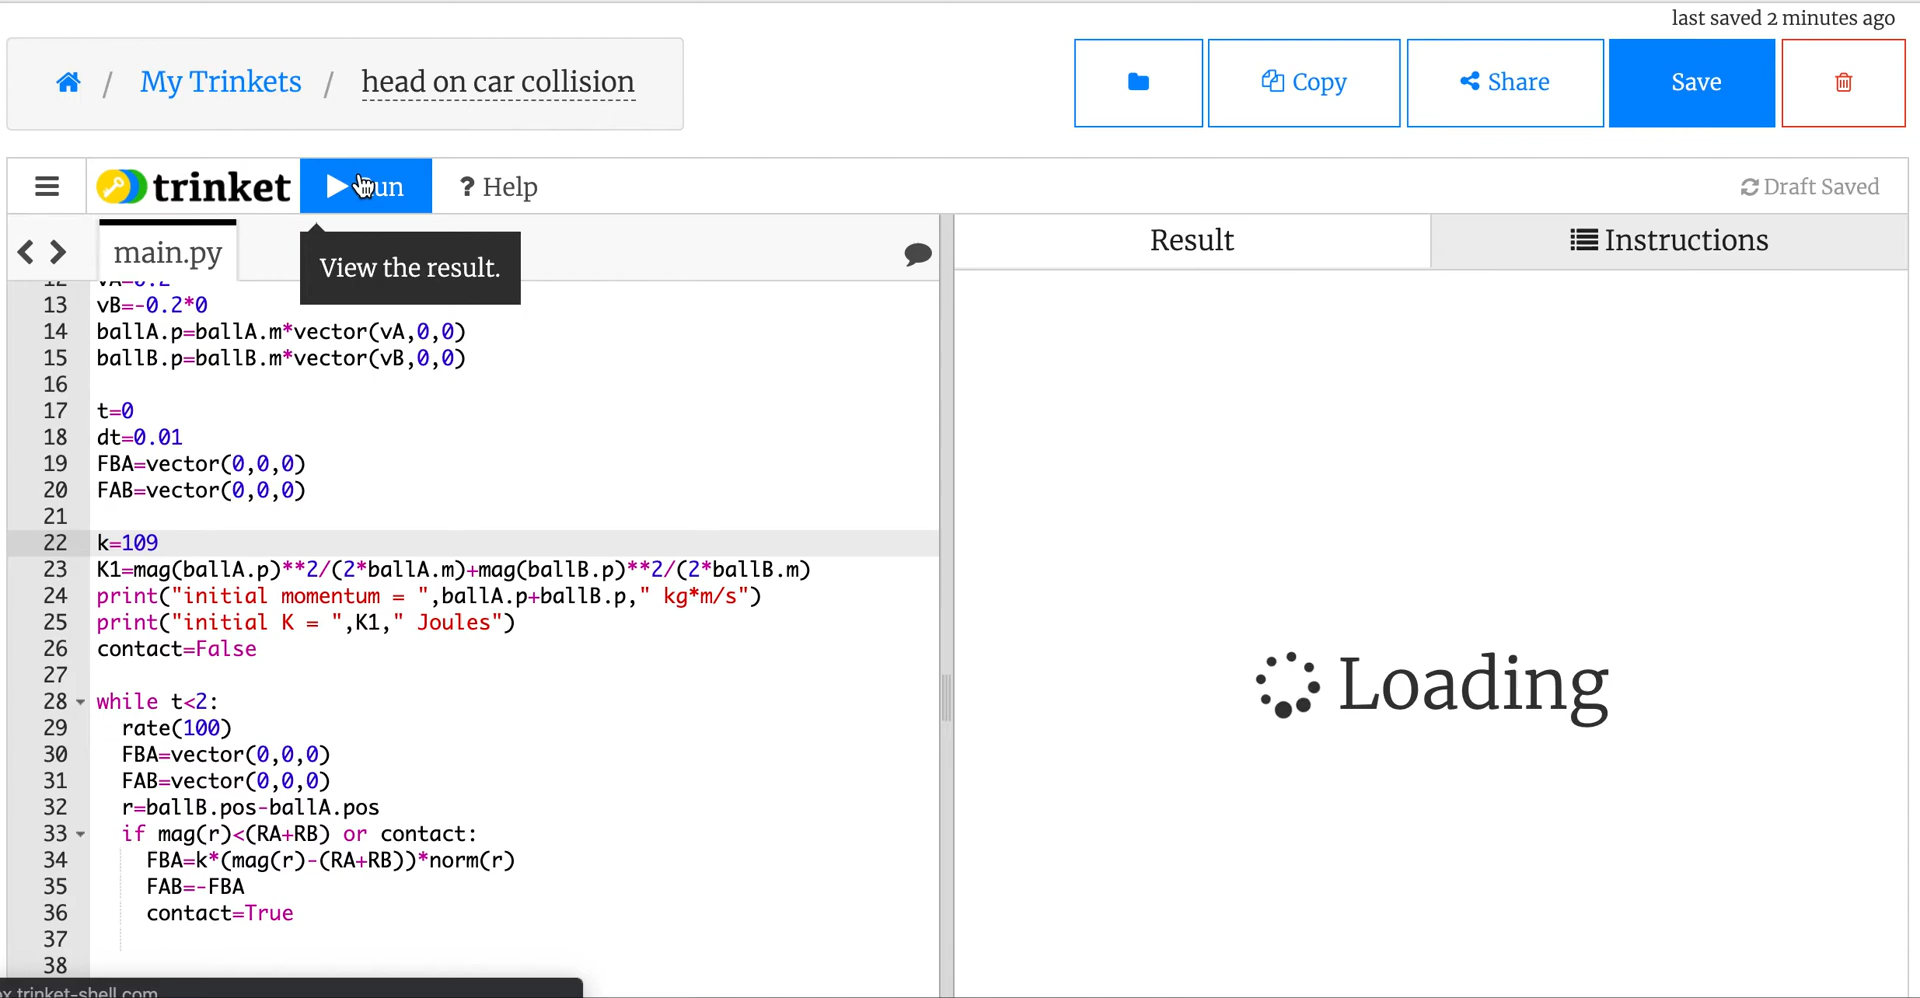 last saved 2 minutes ago
/ My Trinkets / head on car collision
Copy
Share
Save
trinket
Run
? Help
Draft Saved
main.py
View the result.
Result
Instructions
12 vA=0.2
13 vB=-0.2*0
14 ballA.p=ballA.m*vector(vA,0,0)
15 ballB.p=ballB.m*vector(vB,0,0)
16
17 t=0
18 dt=0.01
19 FBA=vector(0,0,0)
20 FAB=vector(0,0,0)
21
22 k=109
23 K1=mag(ballA.p)**2/(2*ballA.m)+mag(ballB.p)**2/(2*ballB.m)
24 print("initial momentum = ",ballA.p+ballB.p," kg*m/s")
25 print("initial K = ",K1," Joules")
26 contact=False
27
28 while t<2:
29 rate(100)
30 FBA=vector(0,0,0)
31 FAB=vector(0,0,0)
32 r=ballB.pos-ballA.pos
33 if mag(r)<(RA+RB) or contact:
34 FBA=k*(mag(r)-(RA+RB))*norm(r)
35 FAB=-FBA
36 contact=True
37
38
Loading
trinket-shell.com